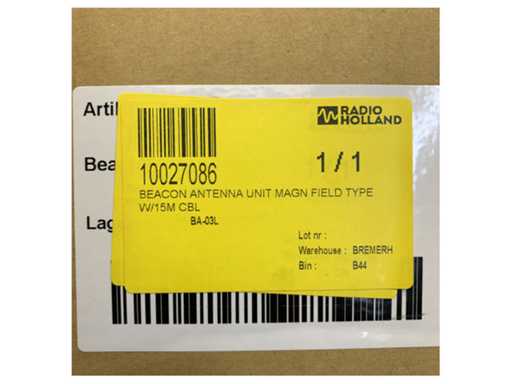 Artik
RADIO
HOLLAND
10027086
1 / 1
Bea
BEACON ANTENNA UNIT MAGN FIELD TYPE
W/15M CBL
BA-03L
Lag
Lot nr :
Warehouse : BREMERH
Bin : B44